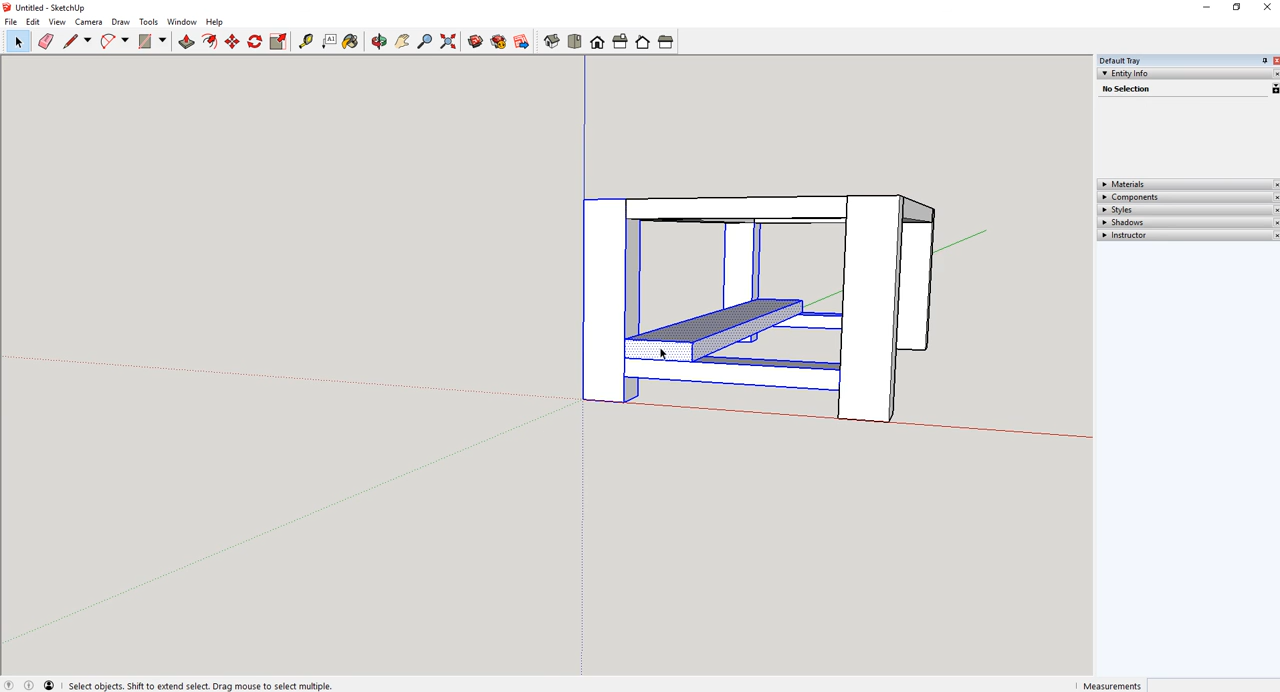 Untitled - SketchUp
File Edit View Camera Draw Tools Window Help
Default Tray
Entity Info
No Selection
Materials
Components
Styles
Shadows
Instructor
Select objects. Shift to extend select. Drag mouse to select multiple.
Measurements